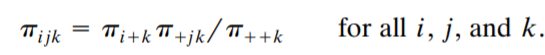 π_{ijk} = π_{i+k} π_{+jk}/π_{++k} for all i, j, and k.